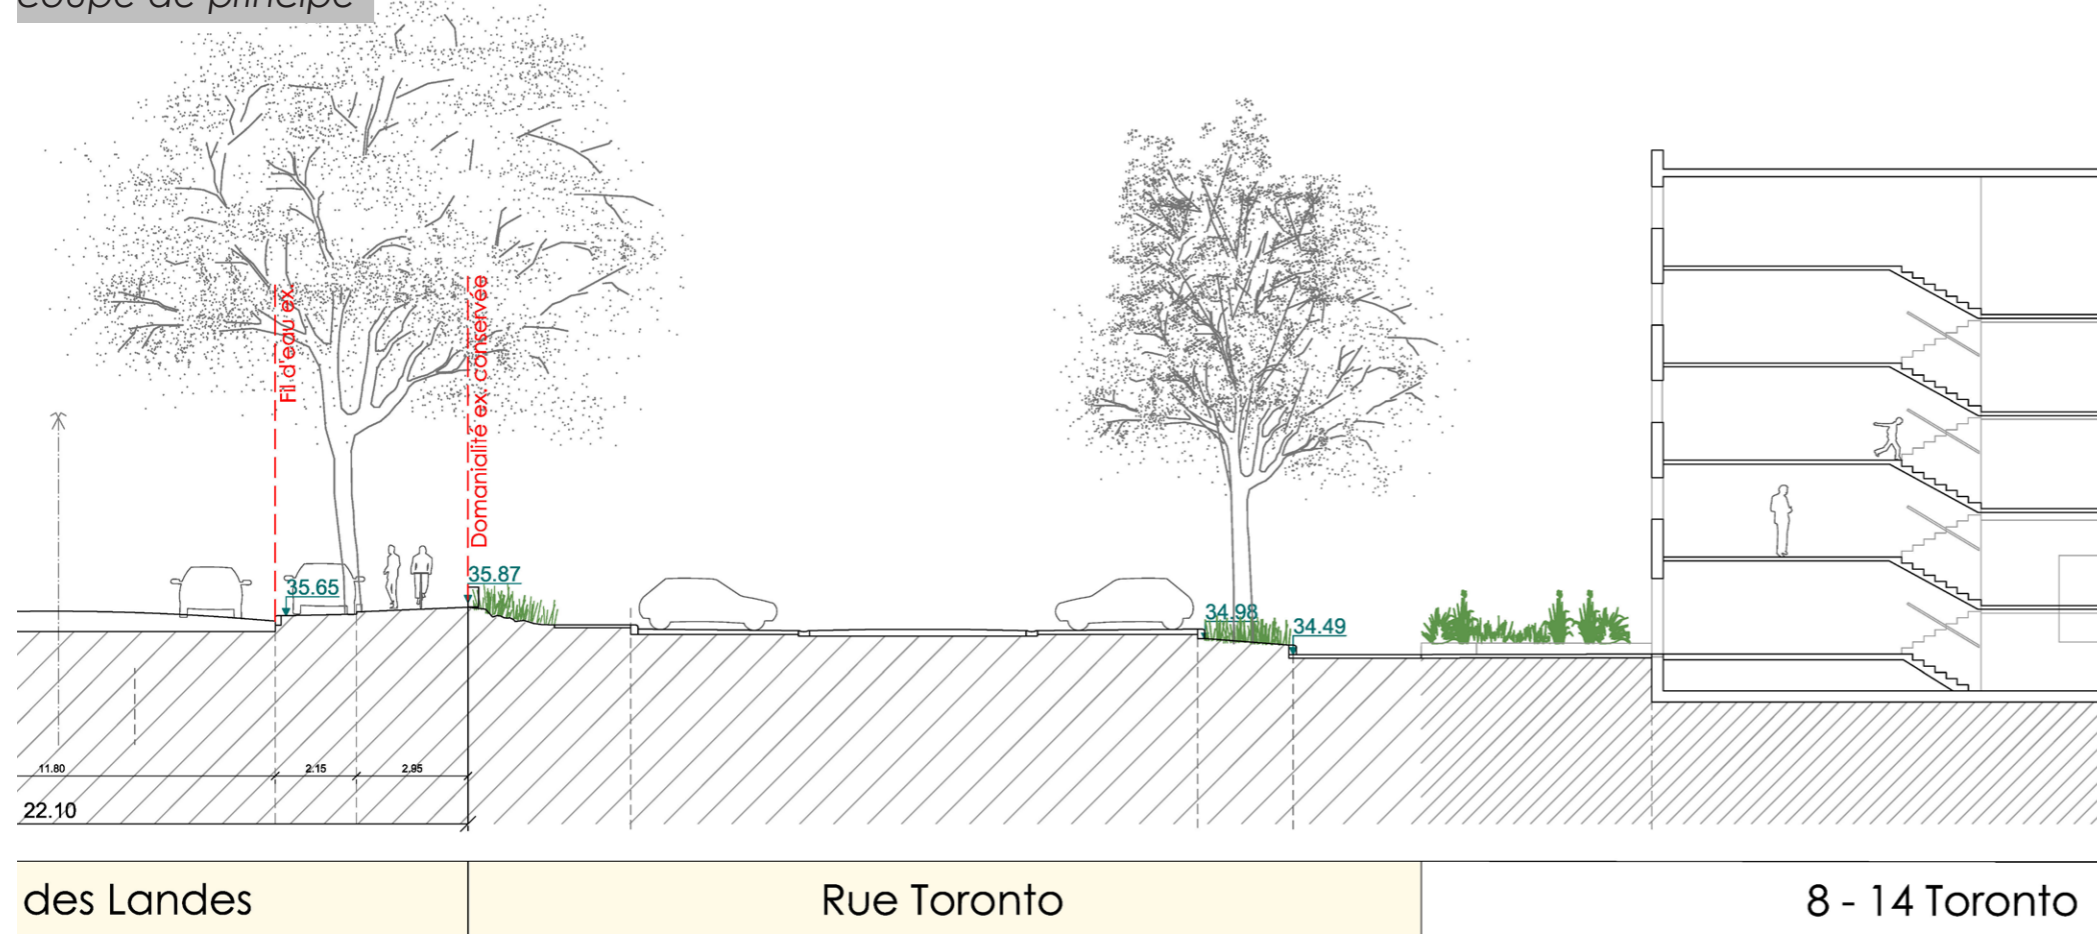 coupe de principe
Fil d'eau ex.
Domanialité ex. conservée
35.65
35.87
34.98
34.49
11.80
2.15
2.95
22.10
des Landes
Rue Toronto
8 - 14 Toronto